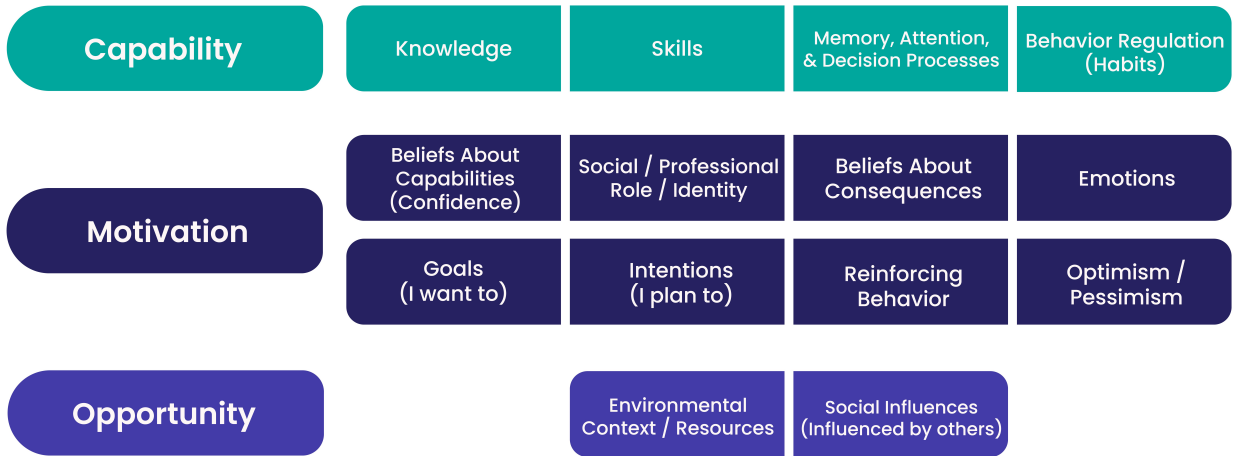 Capability
Knowledge
Skills
Memory, Attention,
& Decision Processes
Behavior Regulation
(Habits)
Motivation
Beliefs About
Capabilities
(Confidence)
Social / Professional
Role / Identity
Beliefs About
Consequences
Emotions
Goals
(I want to)
Intentions
(I plan to)
Reinforcing
Behavior
Optimism /
Pessimism
Opportunity
Environmental
Context / Resources
Social Influences
(Influenced by others)